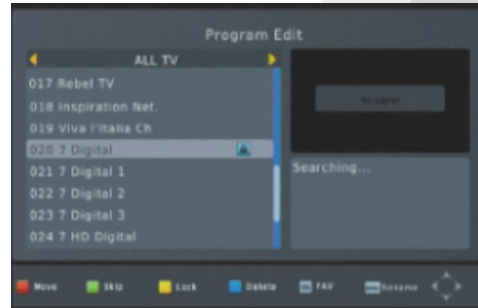 Program Edit
ALL TV
017 Rebel TV
018 Inspiration Net.
019 Viva l'Italia Ch
020 7 Digital
021 7 Digital 1
022 7 Digital 2
023 7 Digital 3
024 7 HD Digital
No signal
Searching...
Move Skip Lock Delete FAV Rename